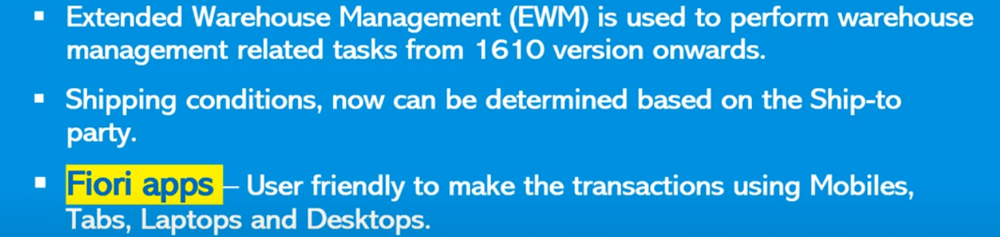 ▪ Extended Warehouse Management (EWM) is used to perform warehouse
management related tasks from 1610 version onwards.
▪ Shipping conditions, now can be determined based on the Ship-to
party.
▪ Fiori apps – User friendly to make the transactions using Mobiles,
Tabs, Laptops and Desktops.